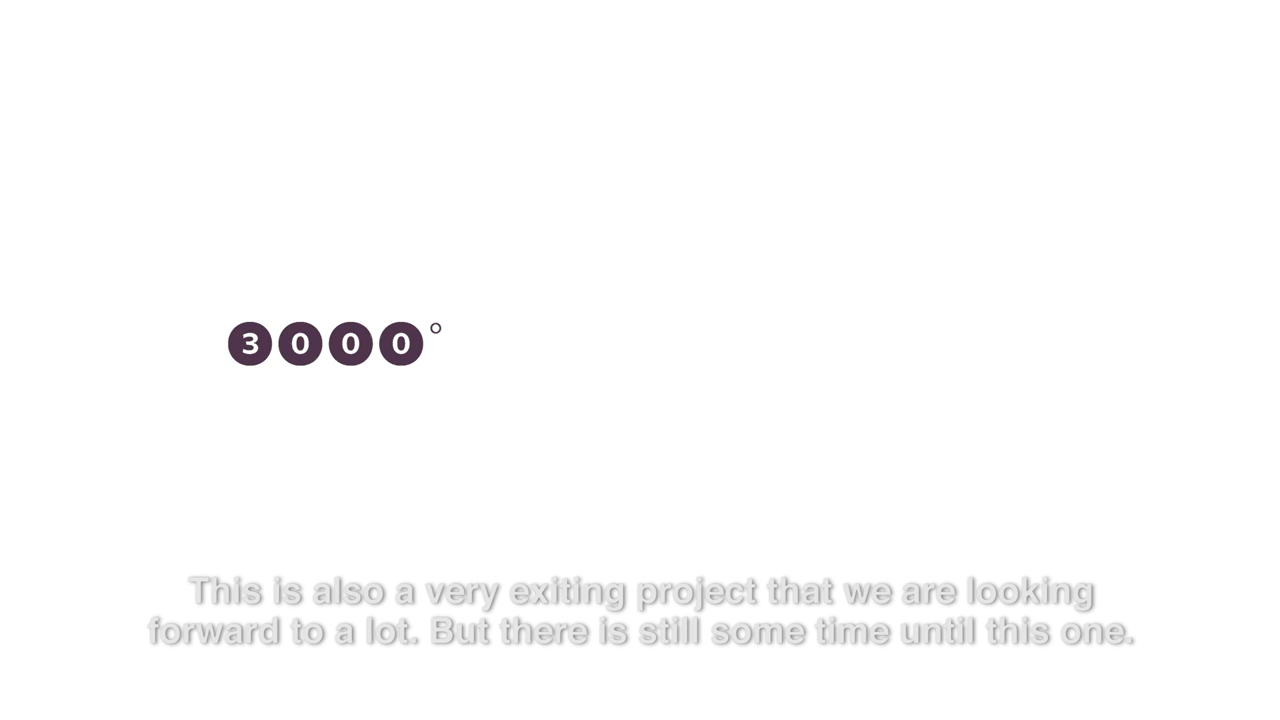 3000°
This is also a very exiting project that we are looking
forward to a lot. But there is still some time until this one.